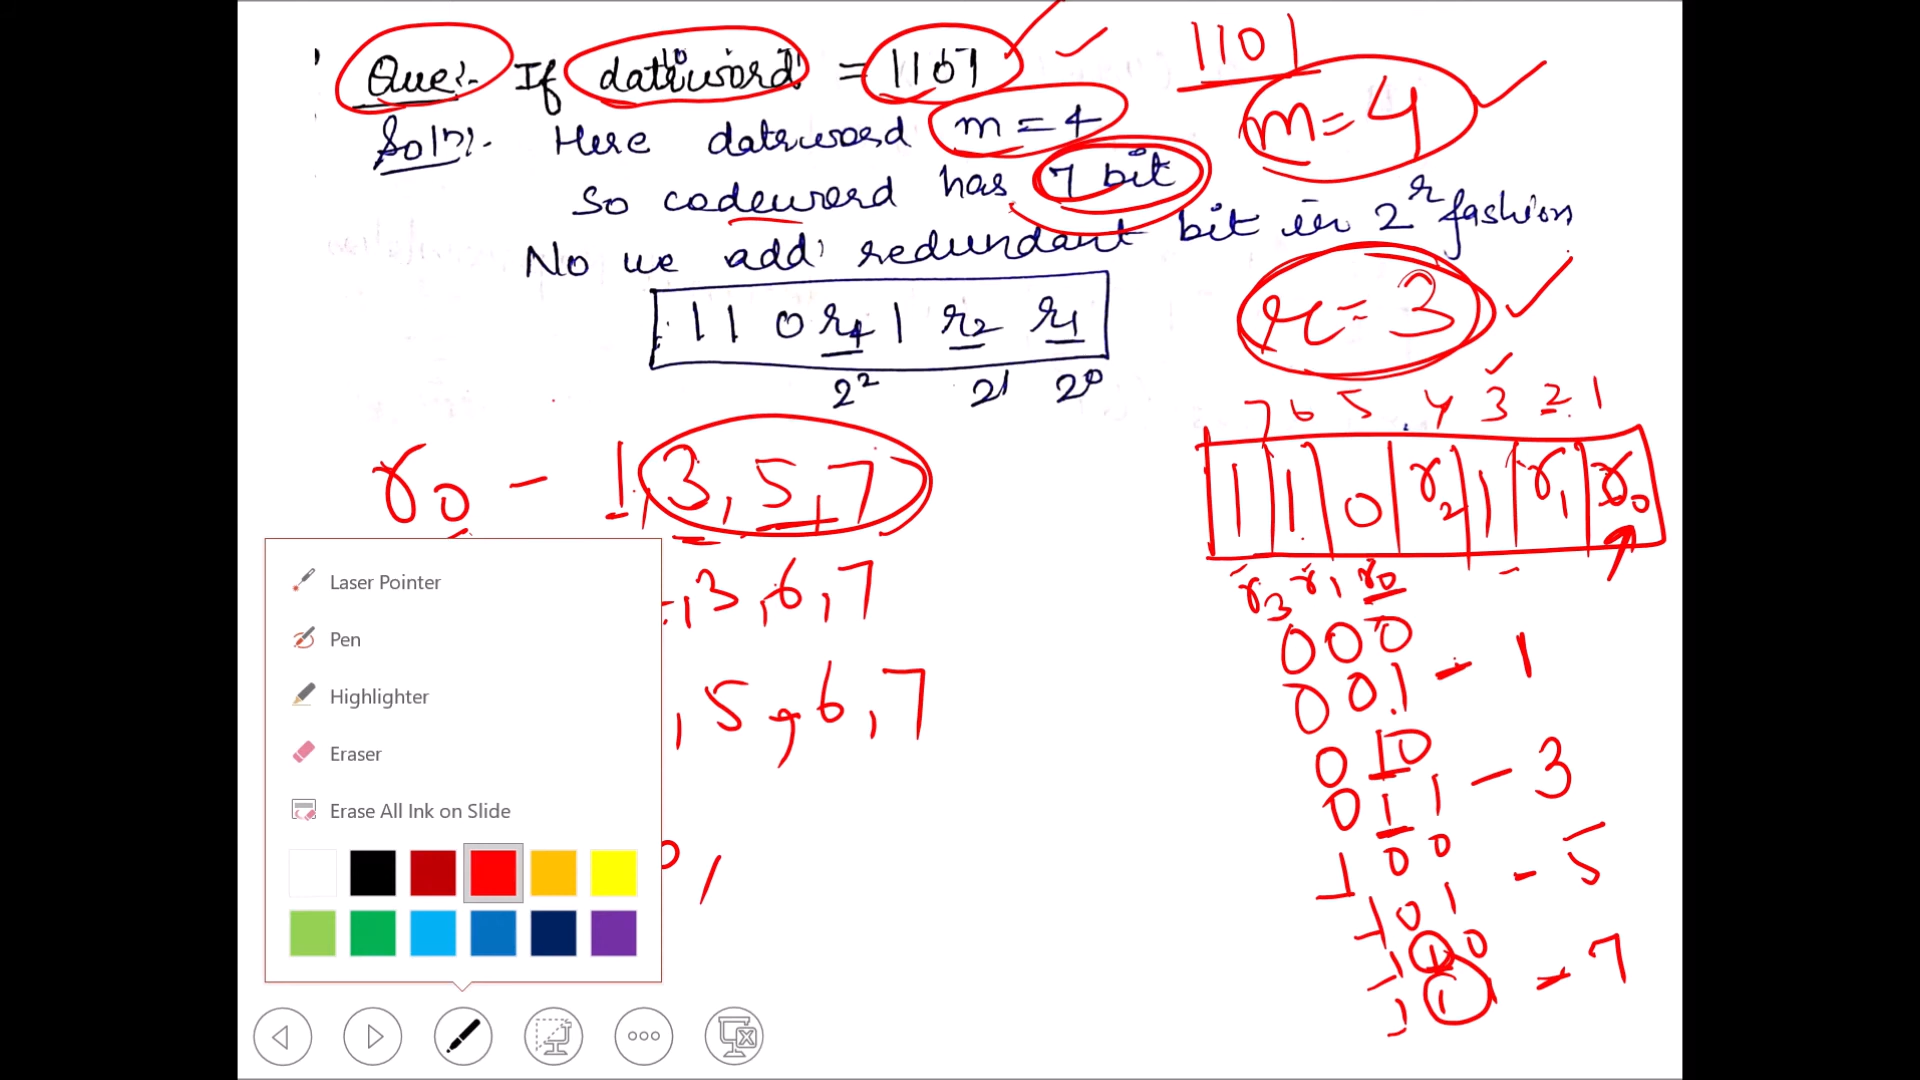 Que:- If dataword = 1101
1101
m = 4
Soln:- Here dataword m = 4
So codeword has 7 bit
No we add redundant bit in 2^r fashion
r = 3
1 1 0 r4 1 r2 r1
2^2 2^1 2^0
7 6 5 4 3 2 1
1 1 0 r2 1 r1 r0
r0 - 1, 3, 5, 7
, 3, 6, 7
, 5, 6, 7
r3 r1 r0
0 0 0
0 0 1 - 1
0 1 0
0 1 1 - 3
1 0 0
1 0 1 - 5
1 1 0
1 1 1 - 7
Laser Pointer
Pen
Highlighter
Eraser
Erase All Ink on Slide